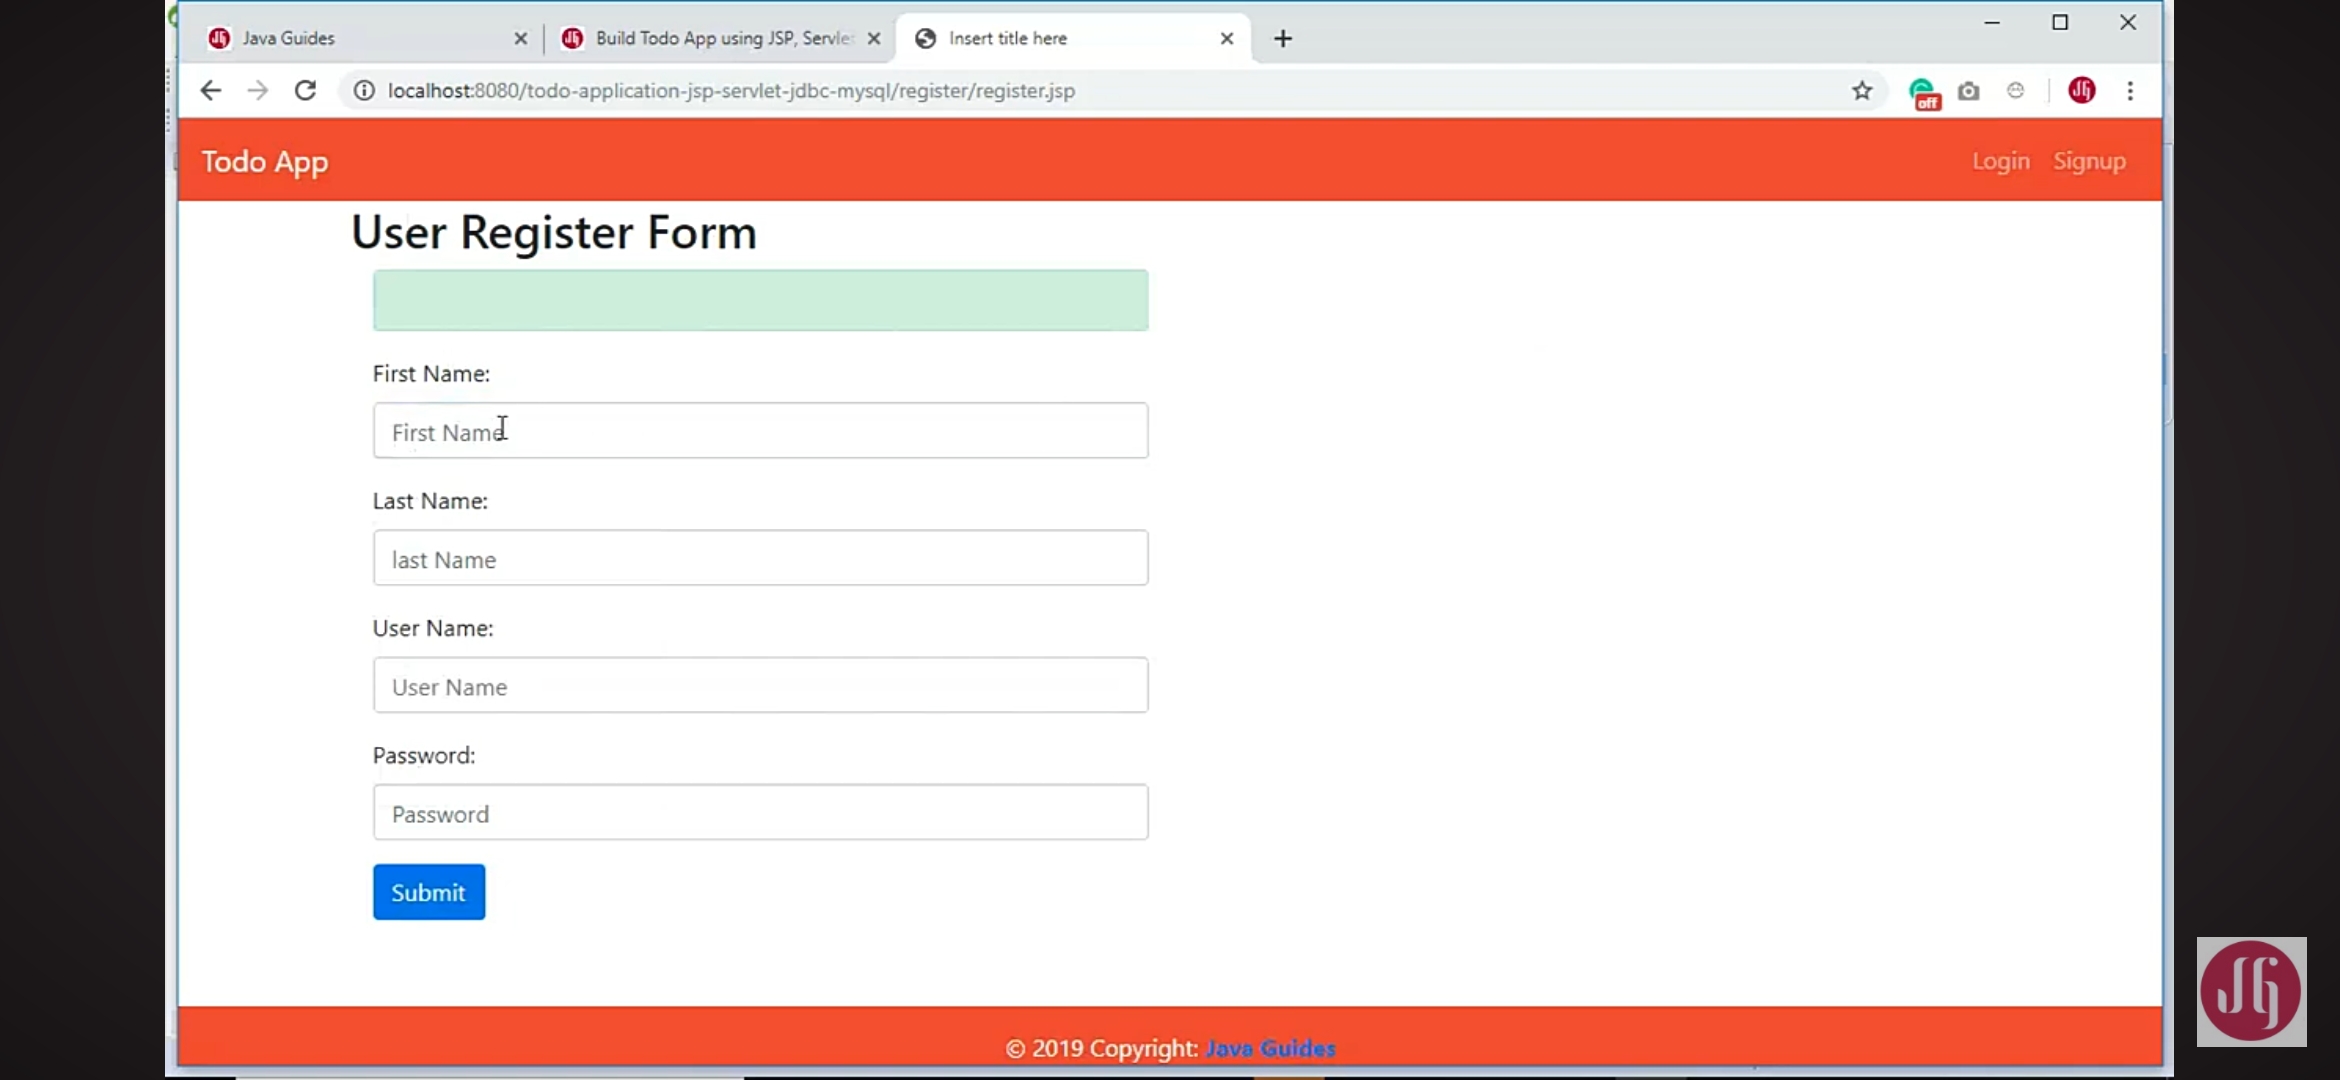 Java Guides
Build Todo App using JSP, Servle
Insert title here
localhost:8080/todo-application-jsp-servlet-jdbc-mysql/register/register.jsp
off
Todo App
Login
Signup
User Register Form
First Name:
First Name
Last Name:
last Name
User Name:
User Name
Password:
Password
Submit
© 2019 Copyright: Java Guides
JG